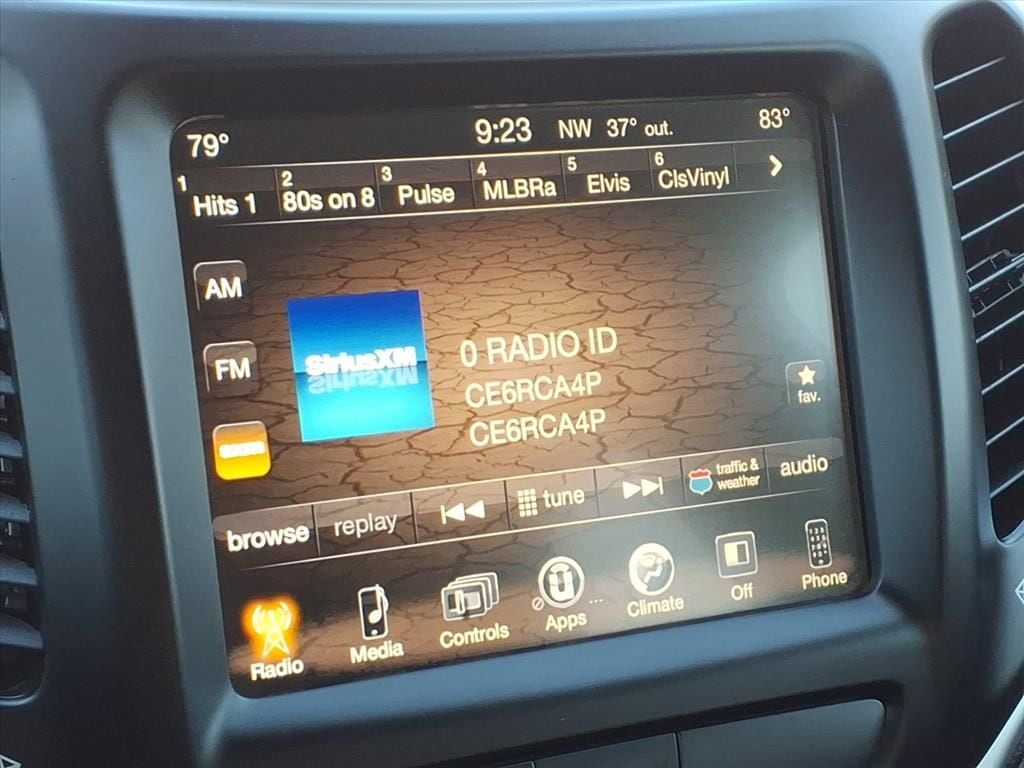 79° 9:23 NW 37° out. 83°
1 2 3 4 5 6
Hits 1 80s on 8 Pulse MLBRa Elvis ClsVinyl
AM
FM
SiriusXM
0 RADIO ID
CE6RCA4P
CE6RCA4P
fav.
browse replay tune traffic & weather audio
Radio Media Controls Apps ... Climate Off Phone